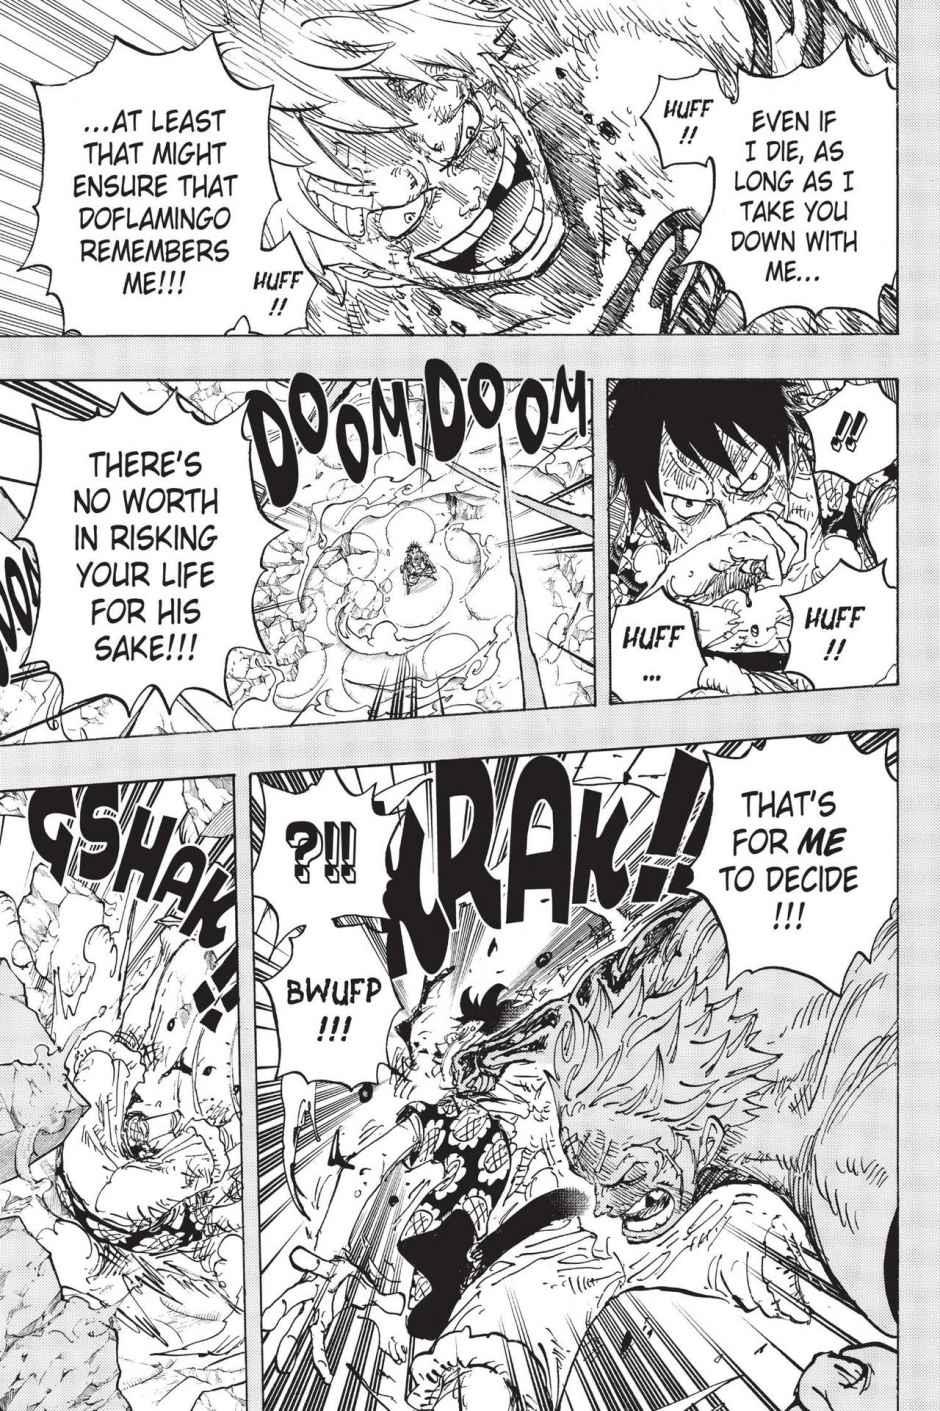 HUFF
!!
EVEN IF
I DIE, AS
LONG AS I
TAKE YOU
DOWN WITH
ME...
...AT LEAST
THAT MIGHT
ENSURE THAT
DOFLAMINGO
REMEMBERS
ME!!!
HUFF
!!
!!
HUFF
!!
HUFF
...
DOOM DOOM
THERE'S
NO WORTH
IN RISKING
YOUR LIFE
FOR HIS
SAKE!!!
THAT'S
FOR ME
TO DECIDE
!!!
KRAK!!
?!!
BWUFP
!!!
GSHAK!!